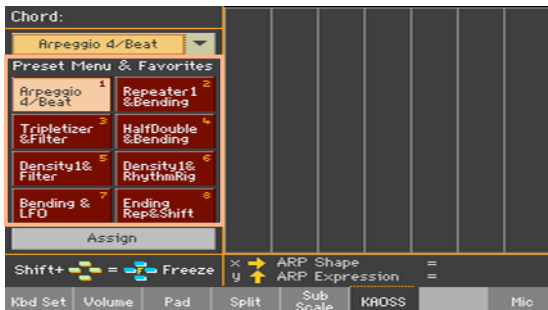 Chord:
Arpeggio 4/Beat
Preset Menu & Favorites
Arpeggio 4/Beat 1
Repeater1 &Bending 2
Tripletizer &Filter 3
HalfDouble &Bending 4
Density1& Filter 5
Density1& RhythmRig 6
Bending & LFO 7
Ending Rep&Shift 8
Assign
Shift+ = F Freeze
x ARP Shape =
y ARP Expression =
Kbd Set Volume Pad Split Sub Scale KAOSS Mic